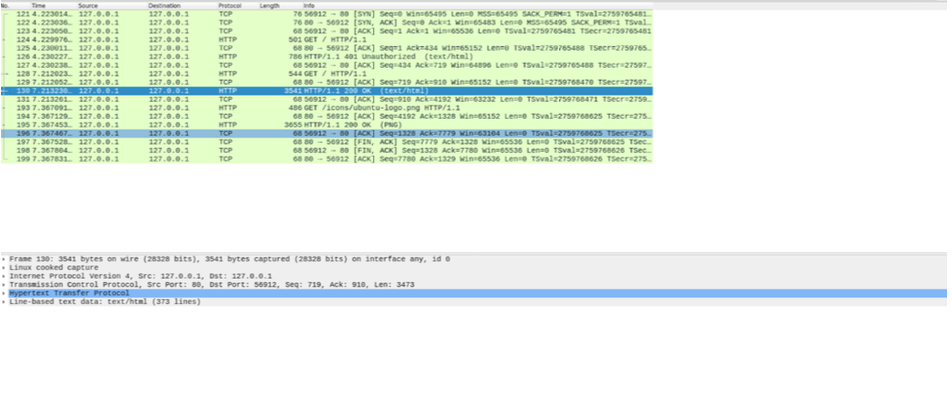 No. Time Source Destination Protocol Length Info
121 4.223014… 127.0.0.1 127.0.0.1 TCP 76 56912 → 80 [SYN] Seq=0 Win=65495 Len=0 MSS=65495 SACK_PERM=1 TSval=2759765481…
122 4.223036… 127.0.0.1 127.0.0.1 TCP 76 80 → 56912 [SYN, ACK] Seq=0 Ack=1 Win=65483 Len=0 MSS=65495 SACK_PERM=1 TSval…
123 4.223050… 127.0.0.1 127.0.0.1 TCP 68 56912 → 80 [ACK] Seq=1 Ack=1 Win=65536 Len=0 TSval=2759765481 TSecr=2759765481
124 4.229976… 127.0.0.1 127.0.0.1 HTTP 501 GET / HTTP/1.1
125 4.230011… 127.0.0.1 127.0.0.1 TCP 68 80 → 56912 [ACK] Seq=1 Ack=434 Win=65152 Len=0 TSval=2759765488 TSecr=2759765…
126 4.230227… 127.0.0.1 127.0.0.1 HTTP 786 HTTP/1.1 401 Unauthorized (text/html)
127 4.230238… 127.0.0.1 127.0.0.1 TCP 68 56912 → 80 [ACK] Seq=434 Ack=719 Win=64896 Len=0 TSval=2759765488 TSecr=27597…
128 7.212023… 127.0.0.1 127.0.0.1 HTTP 544 GET / HTTP/1.1
129 7.212052… 127.0.0.1 127.0.0.1 TCP 68 80 → 56912 [ACK] Seq=719 Ack=910 Win=65152 Len=0 TSval=2759768470 TSecr=27597…
130 7.213230… 127.0.0.1 127.0.0.1 HTTP 3541 HTTP/1.1 200 OK (text/html)
131 7.213261… 127.0.0.1 127.0.0.1 TCP 68 56912 → 80 [ACK] Seq=910 Ack=4192 Win=63232 Len=0 TSval=2759768471 TSecr=2759…
193 7.367091… 127.0.0.1 127.0.0.1 HTTP 486 GET /icons/ubuntu-logo.png HTTP/1.1
194 7.367129… 127.0.0.1 127.0.0.1 TCP 68 80 → 56912 [ACK] Seq=4192 Ack=1328 Win=65152 Len=0 TSval=2759768625 TSecr=275…
195 7.367453… 127.0.0.1 127.0.0.1 HTTP 3655 HTTP/1.1 200 OK (PNG)
196 7.367467… 127.0.0.1 127.0.0.1 TCP 68 56912 → 80 [ACK] Seq=1328 Ack=7779 Win=63104 Len=0 TSval=2759768625 TSecr=275…
197 7.367528… 127.0.0.1 127.0.0.1 TCP 68 80 → 56912 [FIN, ACK] Seq=7779 Ack=1328 Win=65536 Len=0 TSval=2759768625 TSec…
198 7.367804… 127.0.0.1 127.0.0.1 TCP 68 56912 → 80 [FIN, ACK] Seq=1328 Ack=7780 Win=65536 Len=0 TSval=2759768626 TSec…
199 7.367831… 127.0.0.1 127.0.0.1 TCP 68 80 → 56912 [ACK] Seq=7780 Ack=1329 Win=65536 Len=0 TSval=2759768626 TSecr=275…
Frame 130: 3541 bytes on wire (28328 bits), 3541 bytes captured (28328 bits) on interface any, id 0
Linux cooked capture
Internet Protocol Version 4, Src: 127.0.0.1, Dst: 127.0.0.1
Transmission Control Protocol, Src Port: 80, Dst Port: 56912, Seq: 719, Ack: 910, Len: 3473
Hypertext Transfer Protocol
Line-based text data: text/html (373 lines)